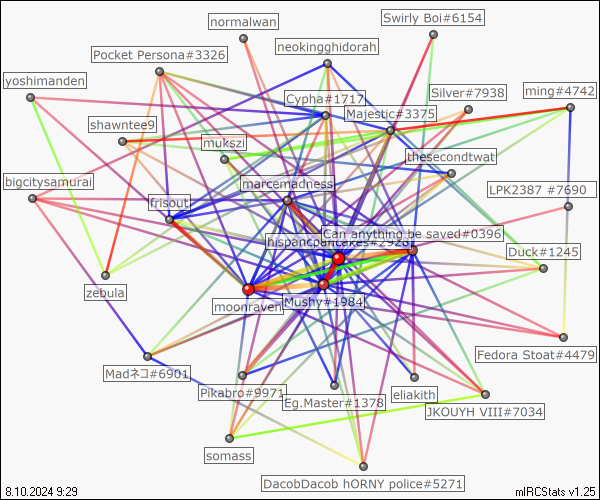 normalwan
Swirly Boi#6154
Pocket Persona#3326
neokingghidorah
yoshimanden
Cypha#1717
Silver#7938
ming#4742
Majestic#3375
shawntee9
mukszi
thesecondtwat
bigcitysamurai
marcemadness
LPK2387 #7690
frisout
Can anything be saved#0396
hispancpancakes#2928
Duck#1245
zebula
moonraven
Mushy#1984
Fedora Stoat#4479
Madネコ#6901
Pikabro#9971
Eg.Master#1378
eliakith
JKOUYH VIII#7034
somass
DacobDacob hORNY police#5271
8.10.2024 9:29
mIRCStats v1.25